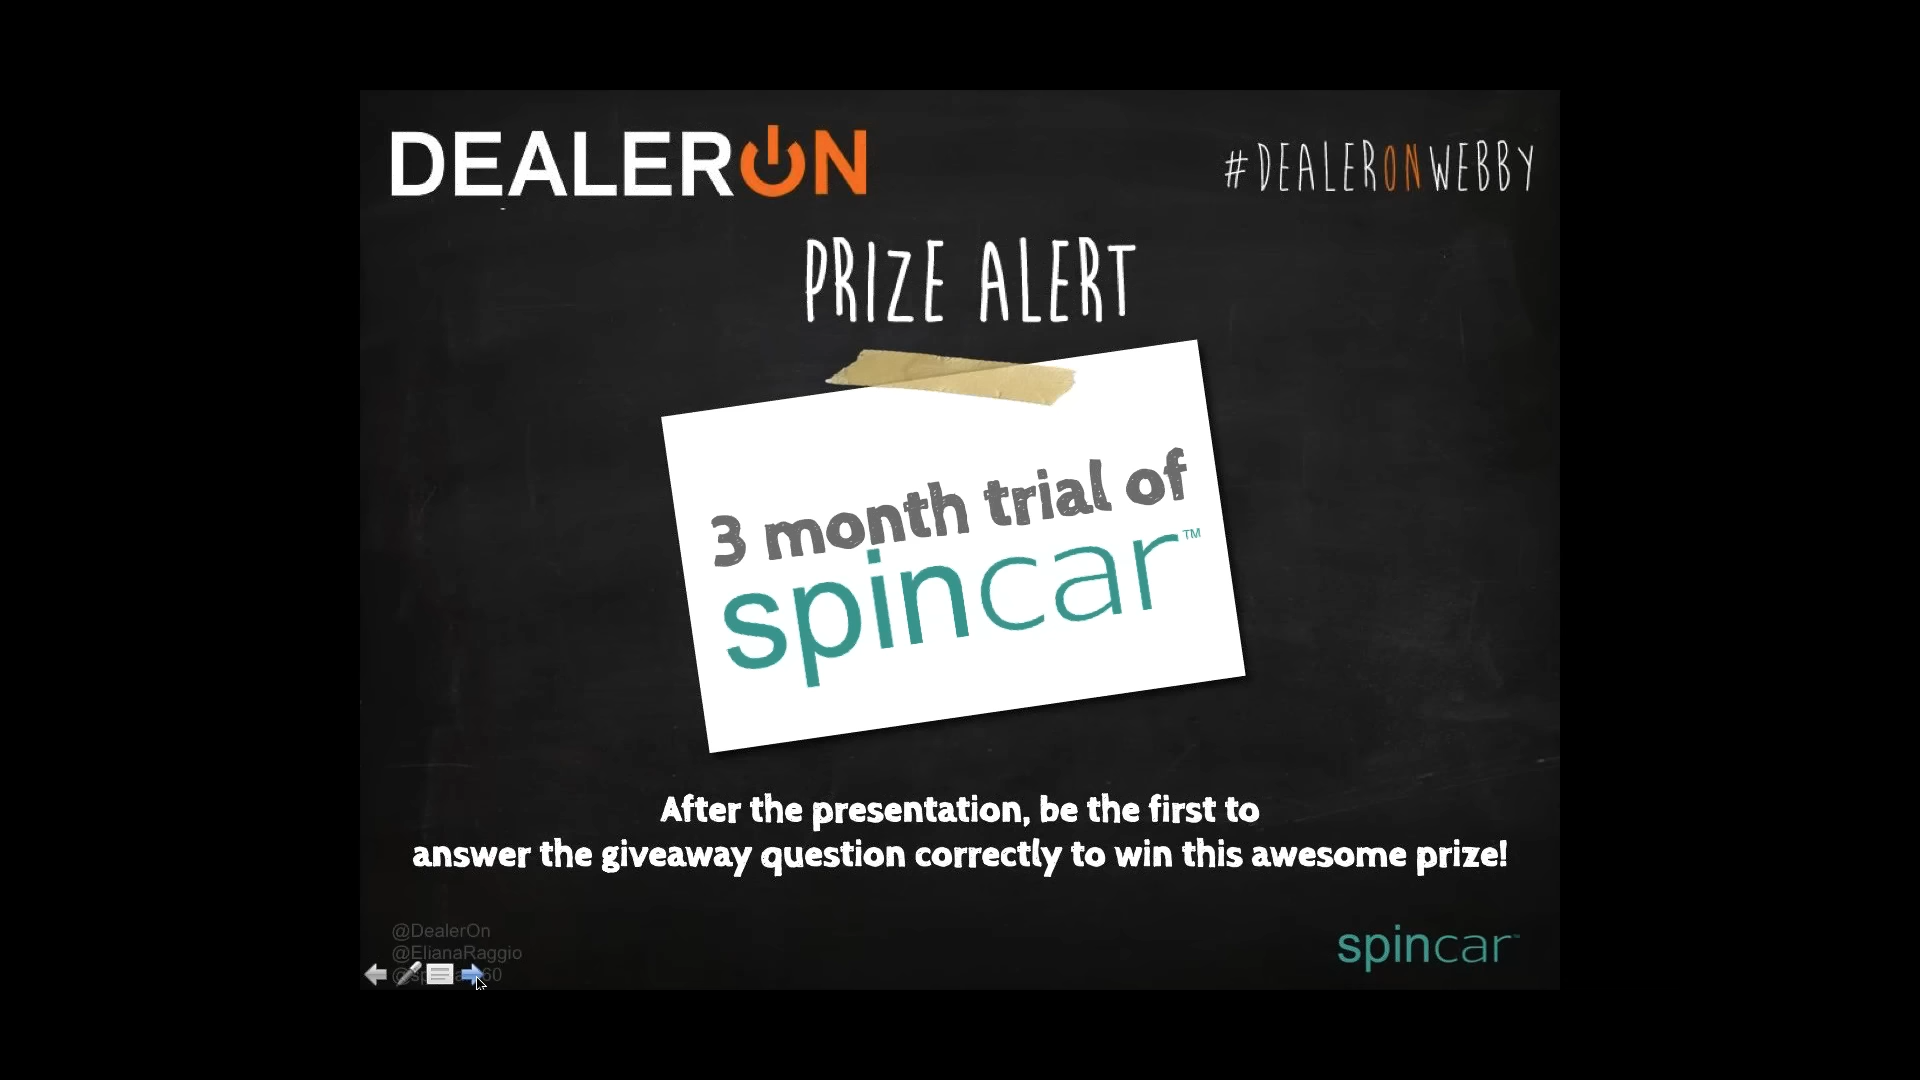 DEALERON
#DEALERONWEBBY
PRIZE ALERT
3 month trial of
spincar™
After the presentation, be the first to
answer the giveaway question correctly to win this awesome prize!
@DealerOn
@ElianaRaggio
spincar™